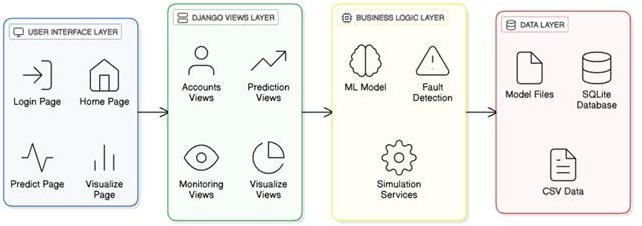 USER INTERFACE LAYER
Login Page
Home Page
Predict Page
Visualize
Page
DJANGO VIEWS LAYER
Accounts
Views
Prediction
Views
Monitoring
Views
Visualize
Views
BUSINESS LOGIC LAYER
ML Model
Fault
Detection
Simulation
Services
DATA LAYER
Model Files
SQLite
Database
CSV Data